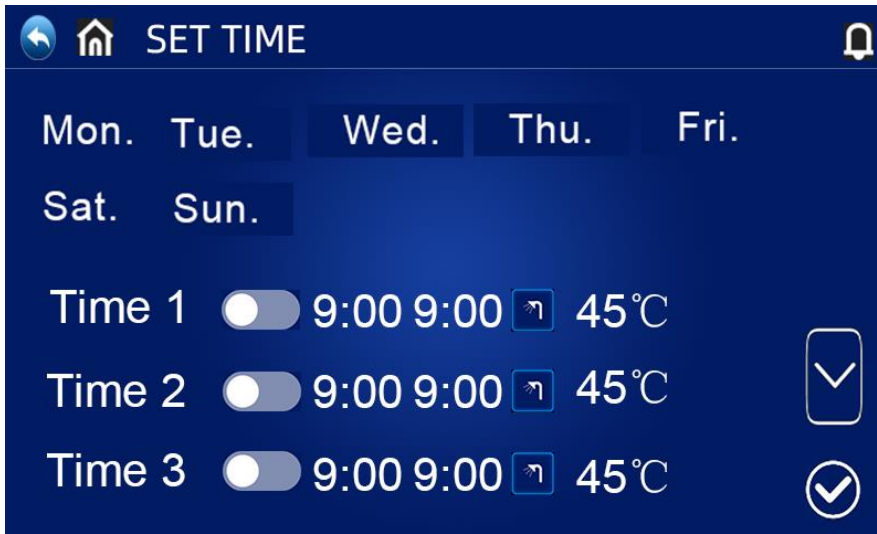 SET TIME
Mon. Tue. Wed. Thu. Fri.
Sat. Sun.
Time 1 9:00 9:00 45℃
Time 2 9:00 9:00 45℃
Time 3 9:00 9:00 45℃